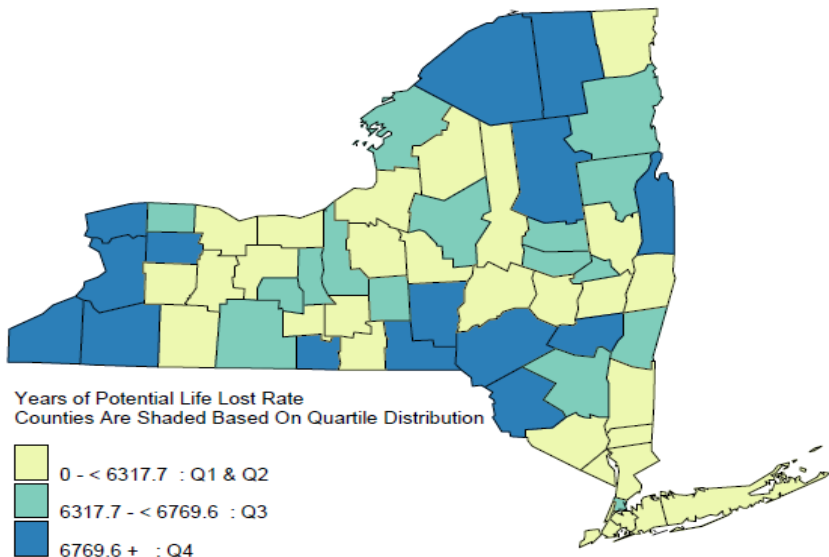 Years of Potential Life Lost Rate
Counties Are Shaded Based On Quartile Distribution
0 - < 6317.7 : Q1 & Q2
6317.7 - < 6769.6 : Q3
6769.6 + : Q4